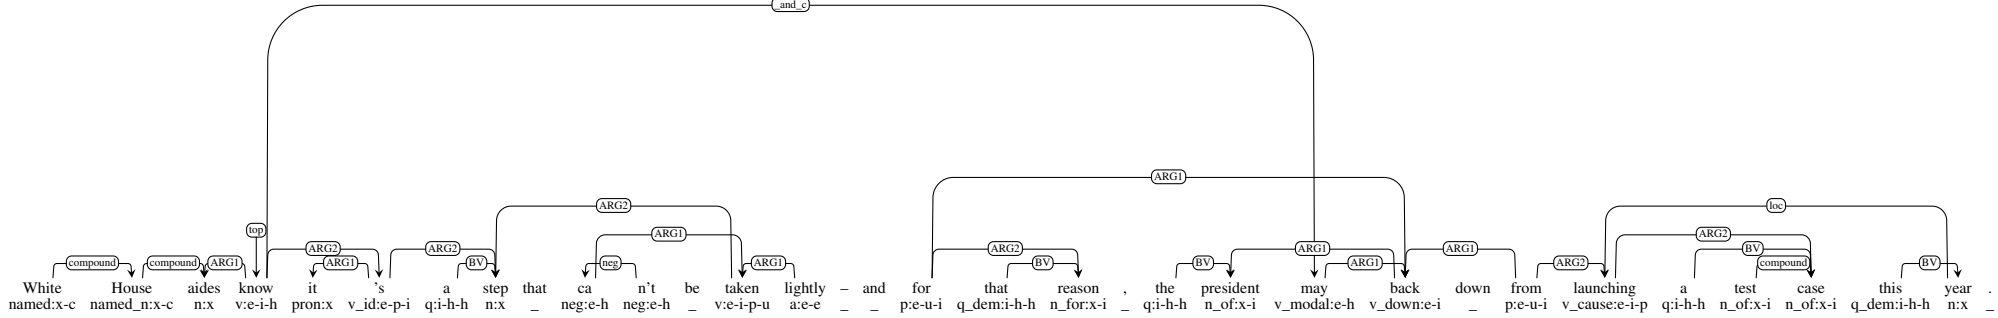 _and_c
ARG1
ARG2 loc
ARG1 ARG2
top
ARG2 ARG2 ARG2 ARG1 ARG1 BV
compound compound ARG1 ARG1 BV neg ARG1 BV BV ARG1 ARG2 compound BV
White House aides know it 's a step that ca n't be taken lightly – and for that reason , the president may back down from launching a test case this year .
named:x-c named_n:x-c n:x v:e-i-h pron:x v_id:e-p-i q:i-h-h n:x _ neg:e-h neg:e-h _ v:e-i-p-u a:e-e _ _ p:e-u-i q_dem:i-h-h n_for:x-i _ q:i-h-h n_of:x-i v_modal:e-h v_down:e-i _ p:e-u-i v_cause:e-i-p q:i-h-h n_of:x-i n_of:x-i q_dem:i-h-h n:x _